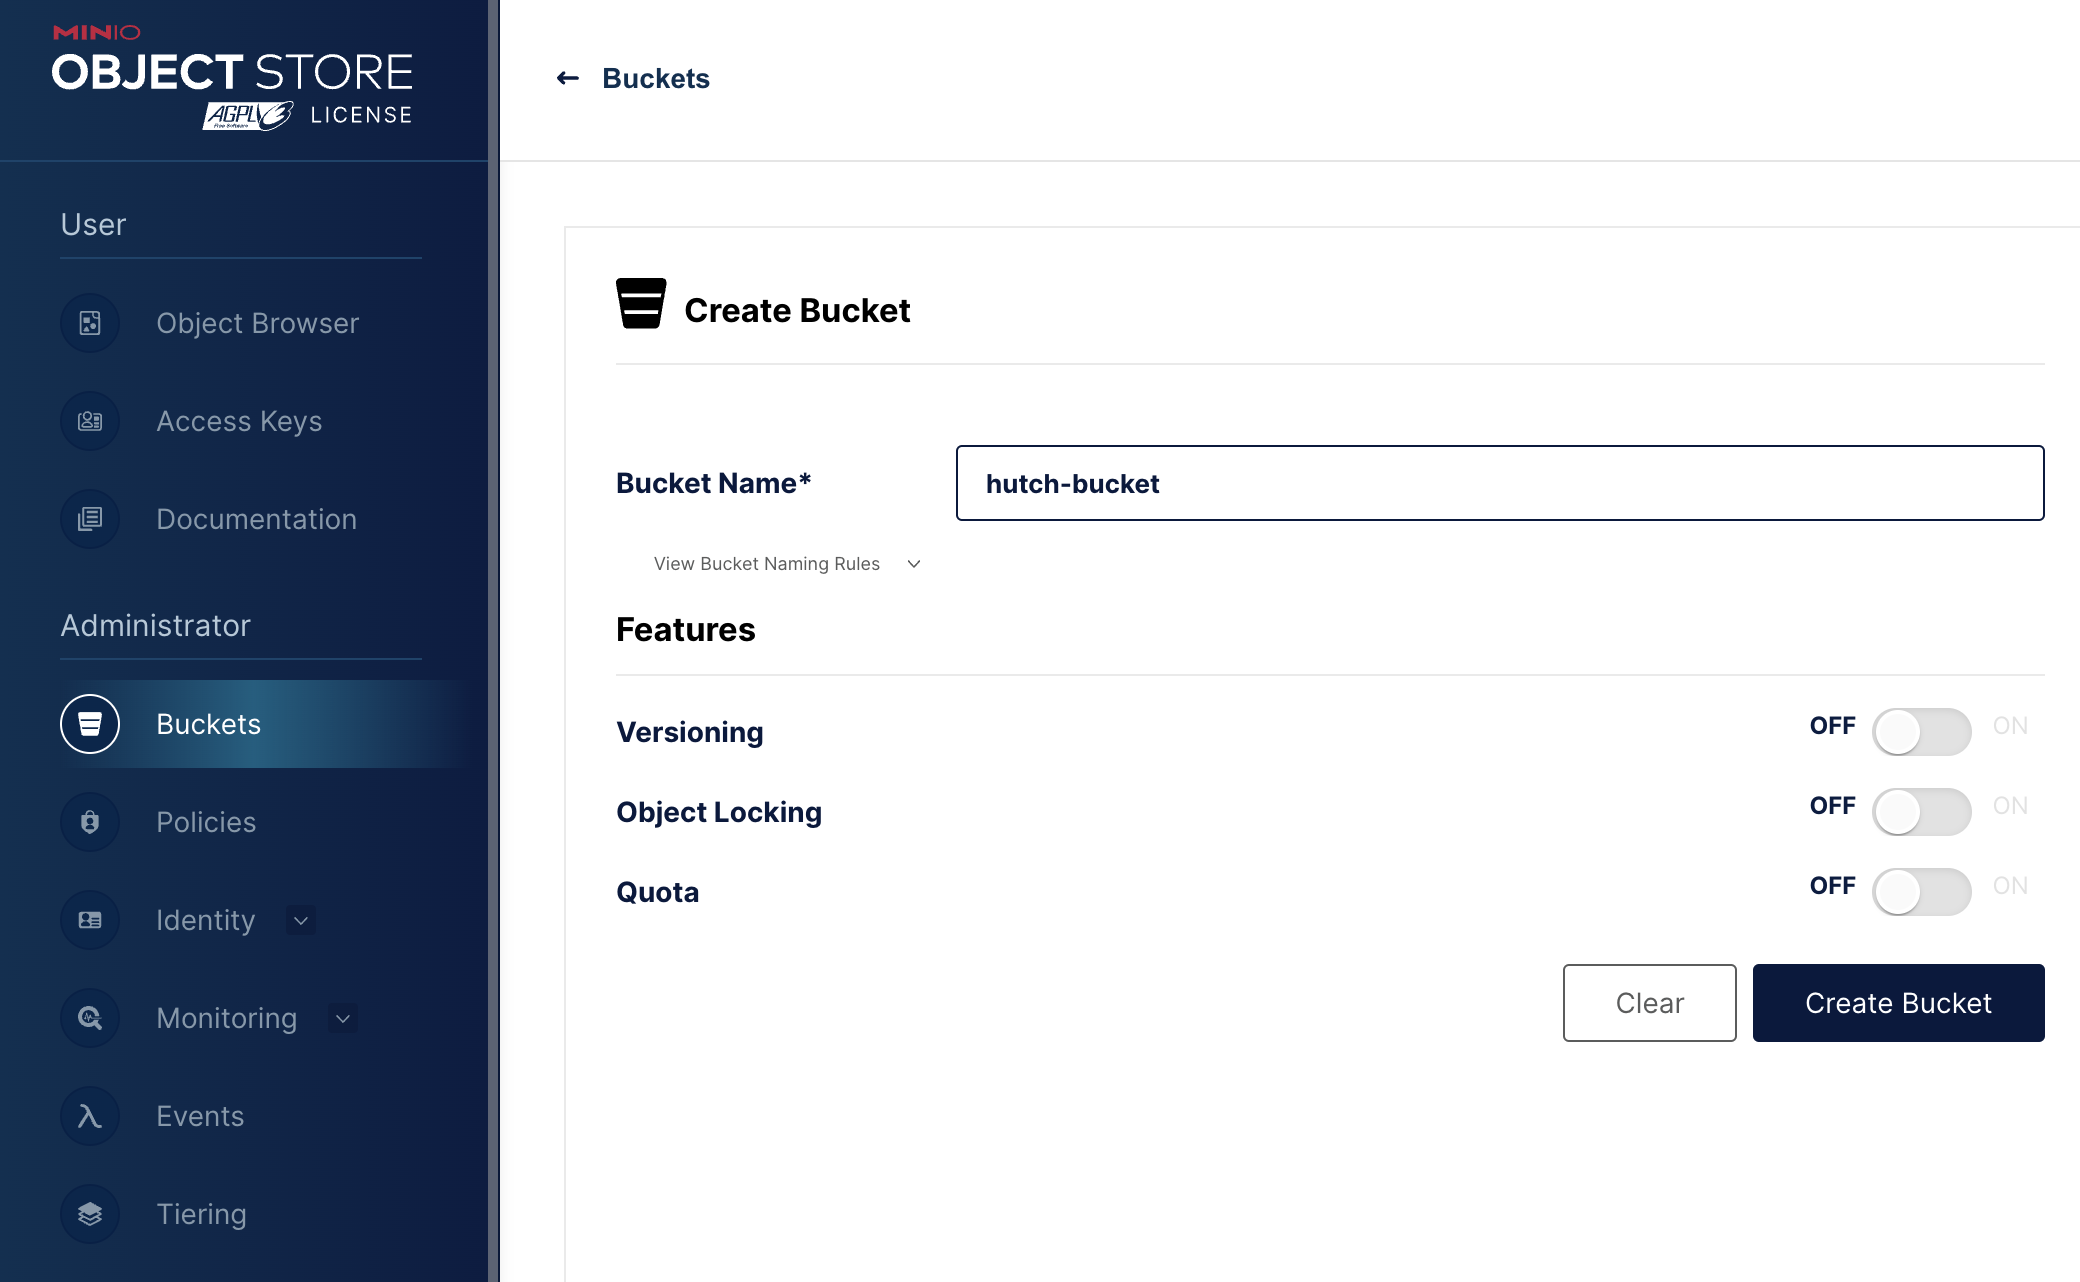 MINIO
OBJECT STORE
AGPLv3 LICENSE
Free Software
User
Object Browser
Access Keys
Documentation
Administrator
Buckets
Policies
Identity
Monitoring
Events
Tiering
Buckets
Create Bucket
Bucket Name* hutch-bucket
View Bucket Naming Rules
Features
Versioning OFF ON
Object Locking OFF ON
Quota OFF ON
Clear Create Bucket